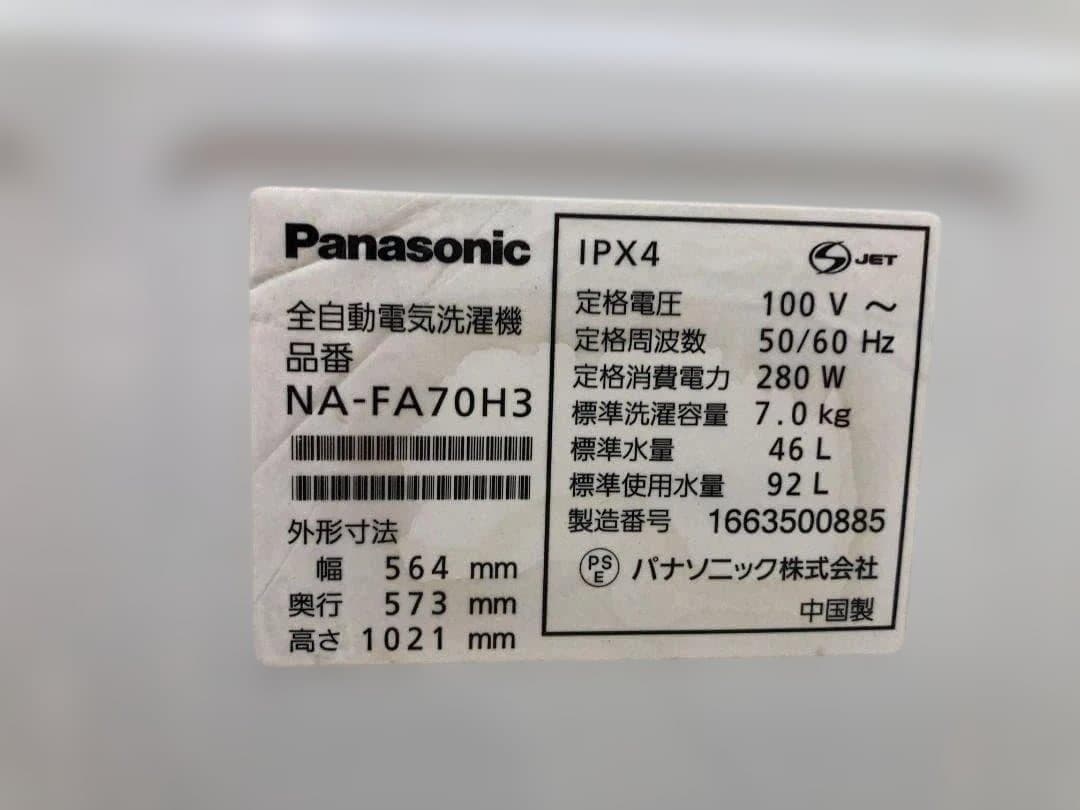 Panasonic
全自動電気洗濯機
品番
NA-FA70H3
外形寸法
幅 564 mm
奥行 573 mm
高さ 1021 mm
IPX4
S JET
定格電圧 100 V ～
定格周波数 50/60 Hz
定格消費電力 280 W
標準洗濯容量 7.0 kg
標準水量 46 L
標準使用水量 92 L
製造番号 1663500885
PS E パナソニック株式会社
中国製